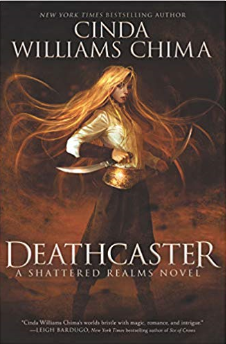 NEW YORK TIMES BESTSELLING AUTHOR
CINDA
WILLIAMS CHIMA
DEATHCASTER
A SHATTERED REALMS NOVEL
"Cinda Williams Chima's worlds bristle with magic, romance, and intrigue."
—LEIGH BARDUGO, New York Times bestselling author of Six of Crows